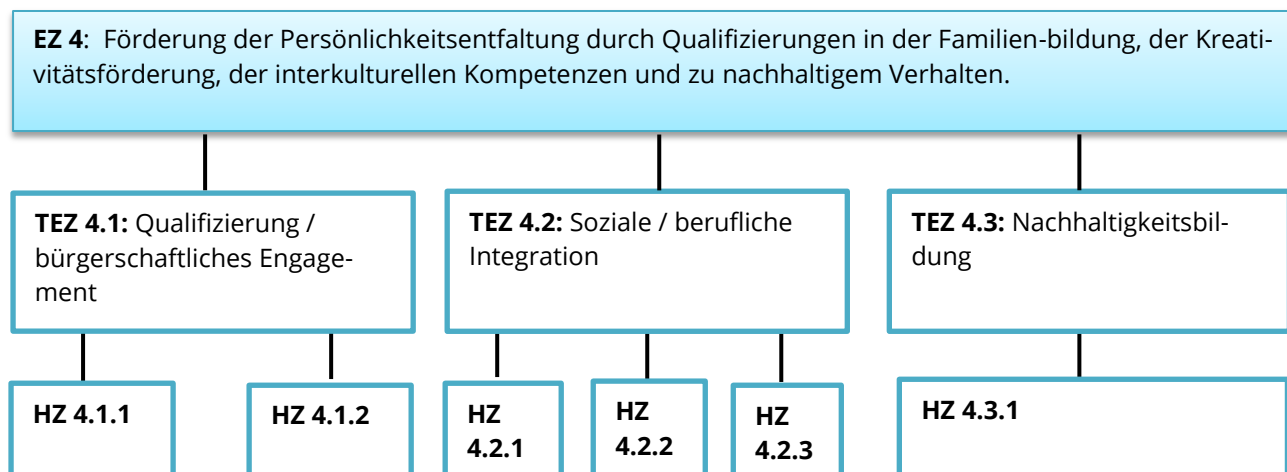 EZ 4:  Förderung der Persönlichkeitsentfaltung durch Qualifizierungen in der Familien-bildung, der Kreati-
vitätsförderung, der interkulturellen Kompetenzen und zu nachhaltigem Verhalten.
TEZ 4.1: Qualifizierung /
bürgerschaftliches Engage-
ment
TEZ 4.2: Soziale / berufliche
Integration
TEZ 4.3: Nachhaltigkeitsbil-
dung
HZ 4.1.1
HZ 4.1.2
HZ
4.2.1
HZ
4.2.2
HZ
4.2.3
HZ 4.3.1